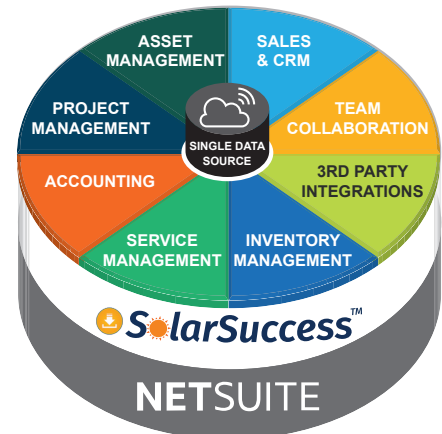 ASSET
MANAGEMENT
SALES
& CRM
PROJECT
MANAGEMENT
TEAM
COLLABORATION
SINGLE DATA
SOURCE
ACCOUNTING
3RD PARTY
INTEGRATIONS
SERVICE
MANAGEMENT
INVENTORY
MANAGEMENT
SolarSuccess™
NETSUITE